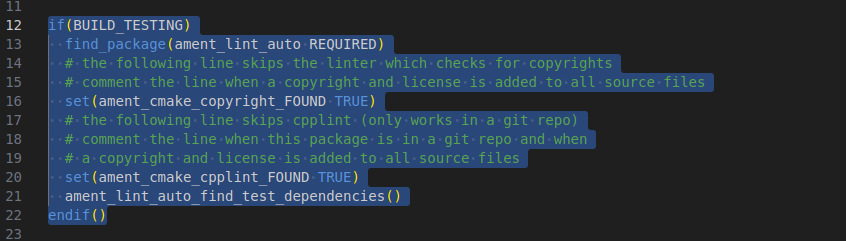 11
12 if(BUILD_TESTING)
13   find_package(ament_lint_auto REQUIRED)
14   # the following line skips the linter which checks for copyrights
15   # comment the line when a copyright and license is added to all source files
16   set(ament_cmake_copyright_FOUND TRUE)
17   # the following line skips cpplint (only works in a git repo)
18   # comment the line when this package is in a git repo and when
19   # a copyright and license is added to all source files
20   set(ament_cmake_cpplint_FOUND TRUE)
21   ament_lint_auto_find_test_dependencies()
22 endif()
23